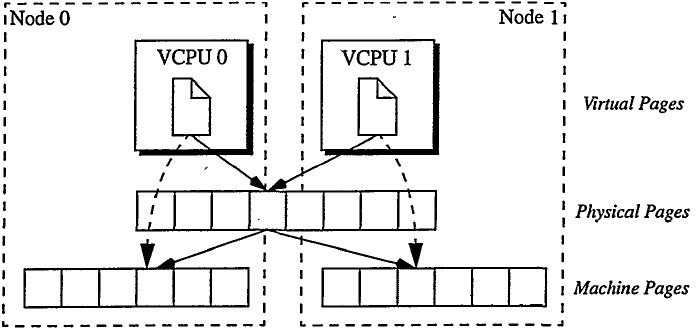 Node 0
Node 1
VCPU 0
VCPU 1
Virtual Pages
Physical Pages
Machine Pages